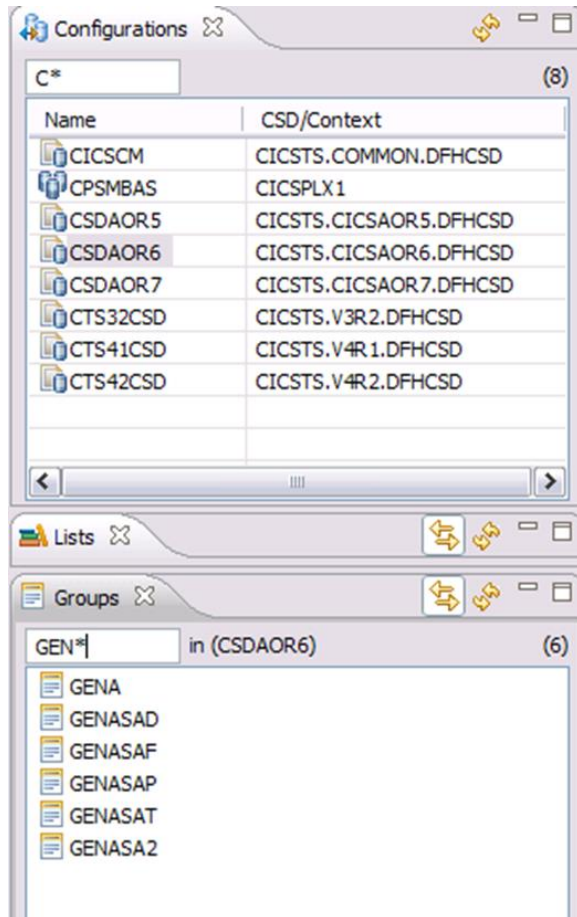 Configurations
C* (8)
Name CSD/Context
CICSCM CICSTS.COMMON.DFHCSD
CPSMBAS CICSPLX1
CSDAOR5 CICSTS.CICSAOR5.DFHCSD
CSDAOR6 CICSTS.CICSAOR6.DFHCSD
CSDAOR7 CICSTS.CICSAOR7.DFHCSD
CTS32CSD CICSTS.V3R2.DFHCSD
CTS41CSD CICSTS.V4R1.DFHCSD
CTS42CSD CICSTS.V4R2.DFHCSD
Lists
Groups
GEN* in (CSDAOR6) (6)
GENA
GENASAD
GENASAF
GENASAP
GENASAT
GENASA2